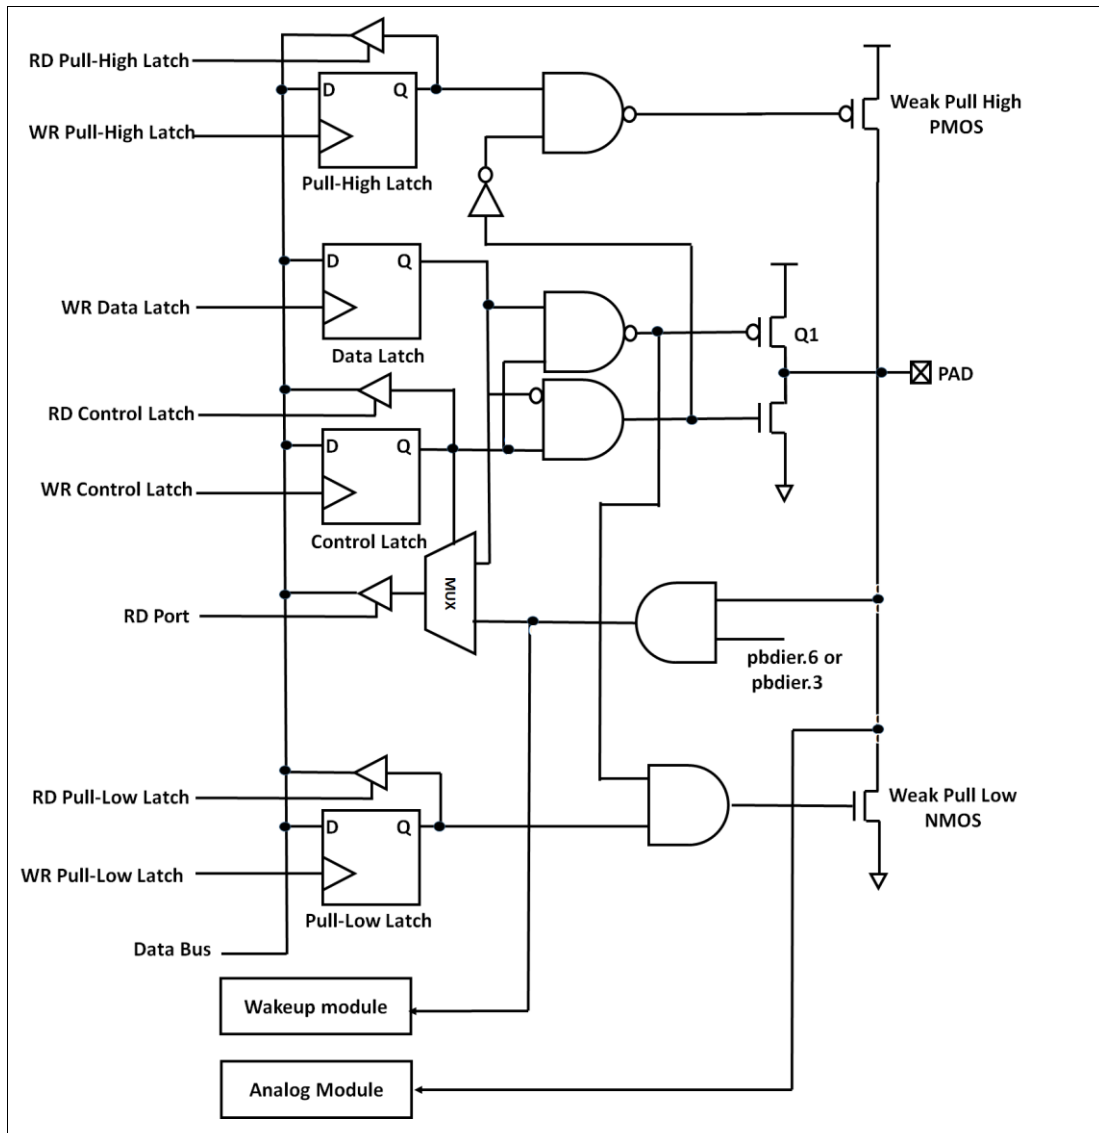 RD Pull-High Latch
D Q
WR Pull-High Latch
Pull-High Latch
Weak Pull High
PMOS
D Q
WR Data Latch
Data Latch
Q1
PAD
RD Control Latch
D Q
WR Control Latch
Control Latch
MUX
RD Port
pbdier.6 or
pbdier.3
RD Pull-Low Latch
D Q
WR Pull-Low Latch
Pull-Low Latch
Weak Pull Low
NMOS
Data Bus
Wakeup module
Analog Module